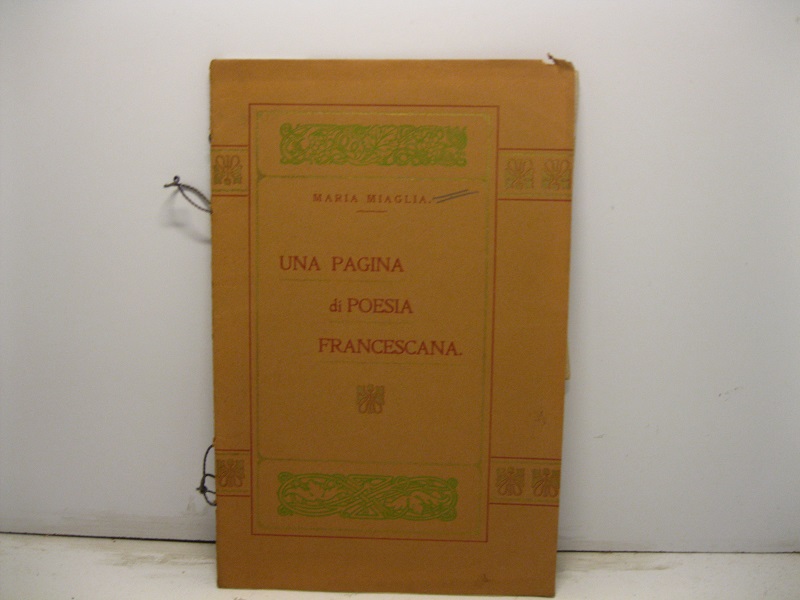 MARIA MIAGLIA.
UNA PAGINA
di POESIA
FRANCESCANA.